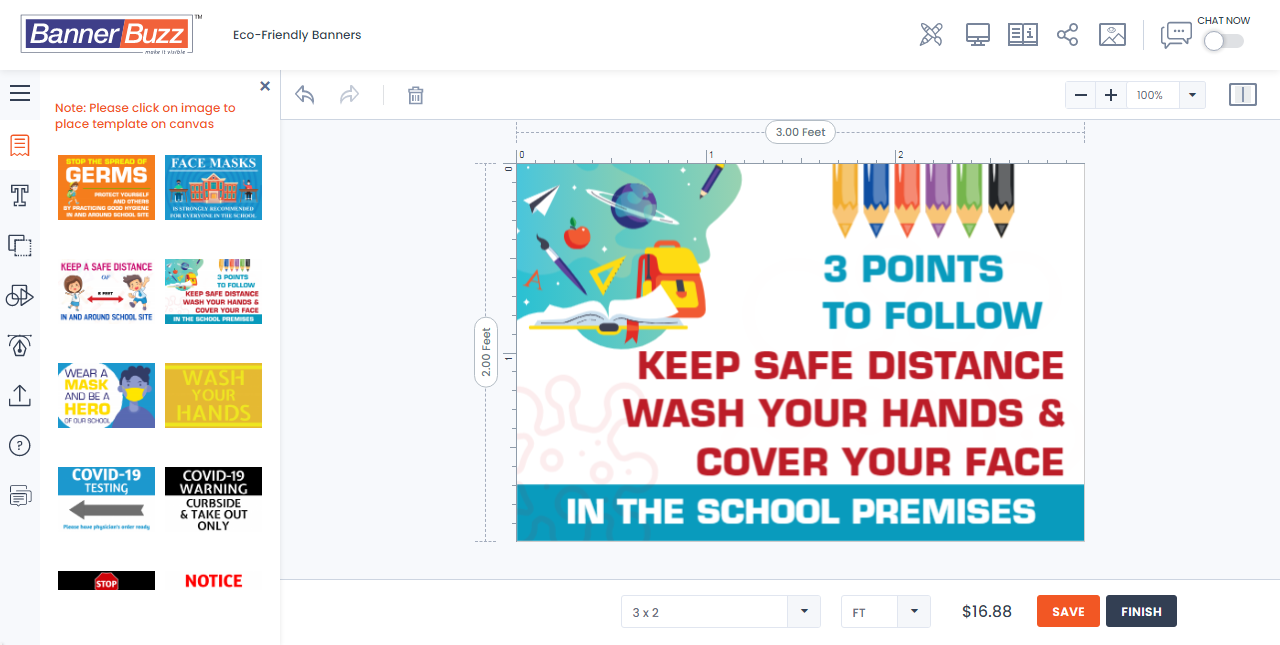 BannerBuzz™
make it visible
Eco-Friendly Banners
CHAT NOW
Note: Please click on image to
place template on canvas
STOP THE SPREAD OF
GERMS
PROTECT YOURSELF
AND OTHERS
BY PRACTICING GOOD HYGIENE
IN AND AROUND SCHOOL SITE
FACE MASKS
IS STRONGLY RECOMMENDED
FOR EVERYONE IN THE SCHOOL
KEEP A SAFE DISTANCE
IN AND AROUND SCHOOL SITE
3 POINTS
TO FOLLOW
KEEP SAFE DISTANCE
WASH YOUR HANDS &
COVER YOUR FACE
IN THE SCHOOL PREMISES
WEAR A
MASK
AND BE A
HERO
OF OUR SCHOOL
WASH
YOUR
HANDS
COVID-19
TESTING
Please have physician's order ready
COVID-19
WARNING
CURBSIDE
& TAKE OUT
ONLY
STOP
NOTICE
100%
3.00 Feet
0 1 2
0
1
2.00 Feet
A
3 POINTS
TO FOLLOW
KEEP SAFE DISTANCE
WASH YOUR HANDS &
COVER YOUR FACE
IN THE SCHOOL PREMISES
3 x 2
FT
$16.88
SAVE
FINISH